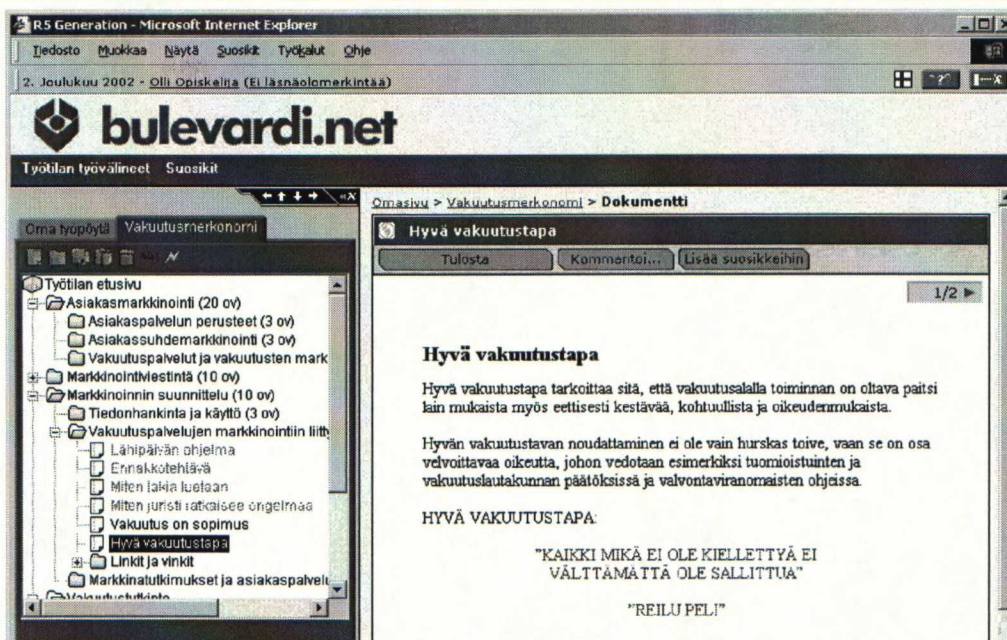 R5 Generation - Microsoft Internet Explorer
Tiedosto Muokkaa Näytä Suosikit Työkalut Ohje
2. Joulukuu 2002 - Olli Opiskelija (Ei läsnäolomerkintää)
bulevardi.net
Työtilan työvälineet Suosikit
Oma työpöytä Vakuutusmerkonomi
Työtilan etusivu
Asiakasmarkkinointi (20 ov)
Asiakaspalvelun perusteet (3 ov)
Asiakassuhdemarkkinointi (3 ov)
Vakuutuspalvelut ja vakuutusten mark
Markkinointiviestintä (10 ov)
Markkinoinnin suunnittelu (10 ov)
Tiedonhankinta ja käyttö (3 ov)
Vakuutuspalvelujen markkinointiin liitty
Lähipäivän ohjelma
Ennakkotehtävä
Miten lakia luetaan
Miten juristi ratkaisee ongelmaa
Vakuutus on sopimus
Hyvä vakuutustapa
Linkit ja vinkit
Markkinatutkimukset ja asiakaspalvelu
Vakuutustutkinto
Omasivu > Vakuutusmerkonomi > Dokumentti
Hyvä vakuutustapa
Tulosta Kommentoi... Lisää suosikkeihin
1/2
Hyvä vakuutustapa
Hyvä vakuutustapa tarkoittaa sitä, että vakuutusalalla toiminnan on oltava paitsi
lain mukaista myös eettisesti kestävää, kohtuullista ja oikeudenmukaista.
Hyvän vakuutustavan noudattaminen ei ole vain hurskas toive, vaan se on osa
velvoittavaa oikeutta, johon vedotaan esimerkiksi tuomioistuinten ja
vakuutuslautakunnan päätöksissä ja valvontaviranomaisten ohjeissa.
HYVÄ VAKUUTUSTAPA:
"KAIKKI MIKÄ EI OLE KIELLETTYÄ EI
VÄLTTÄMÄTTÄ OLE SALLITTUA"
"REILU PELI"